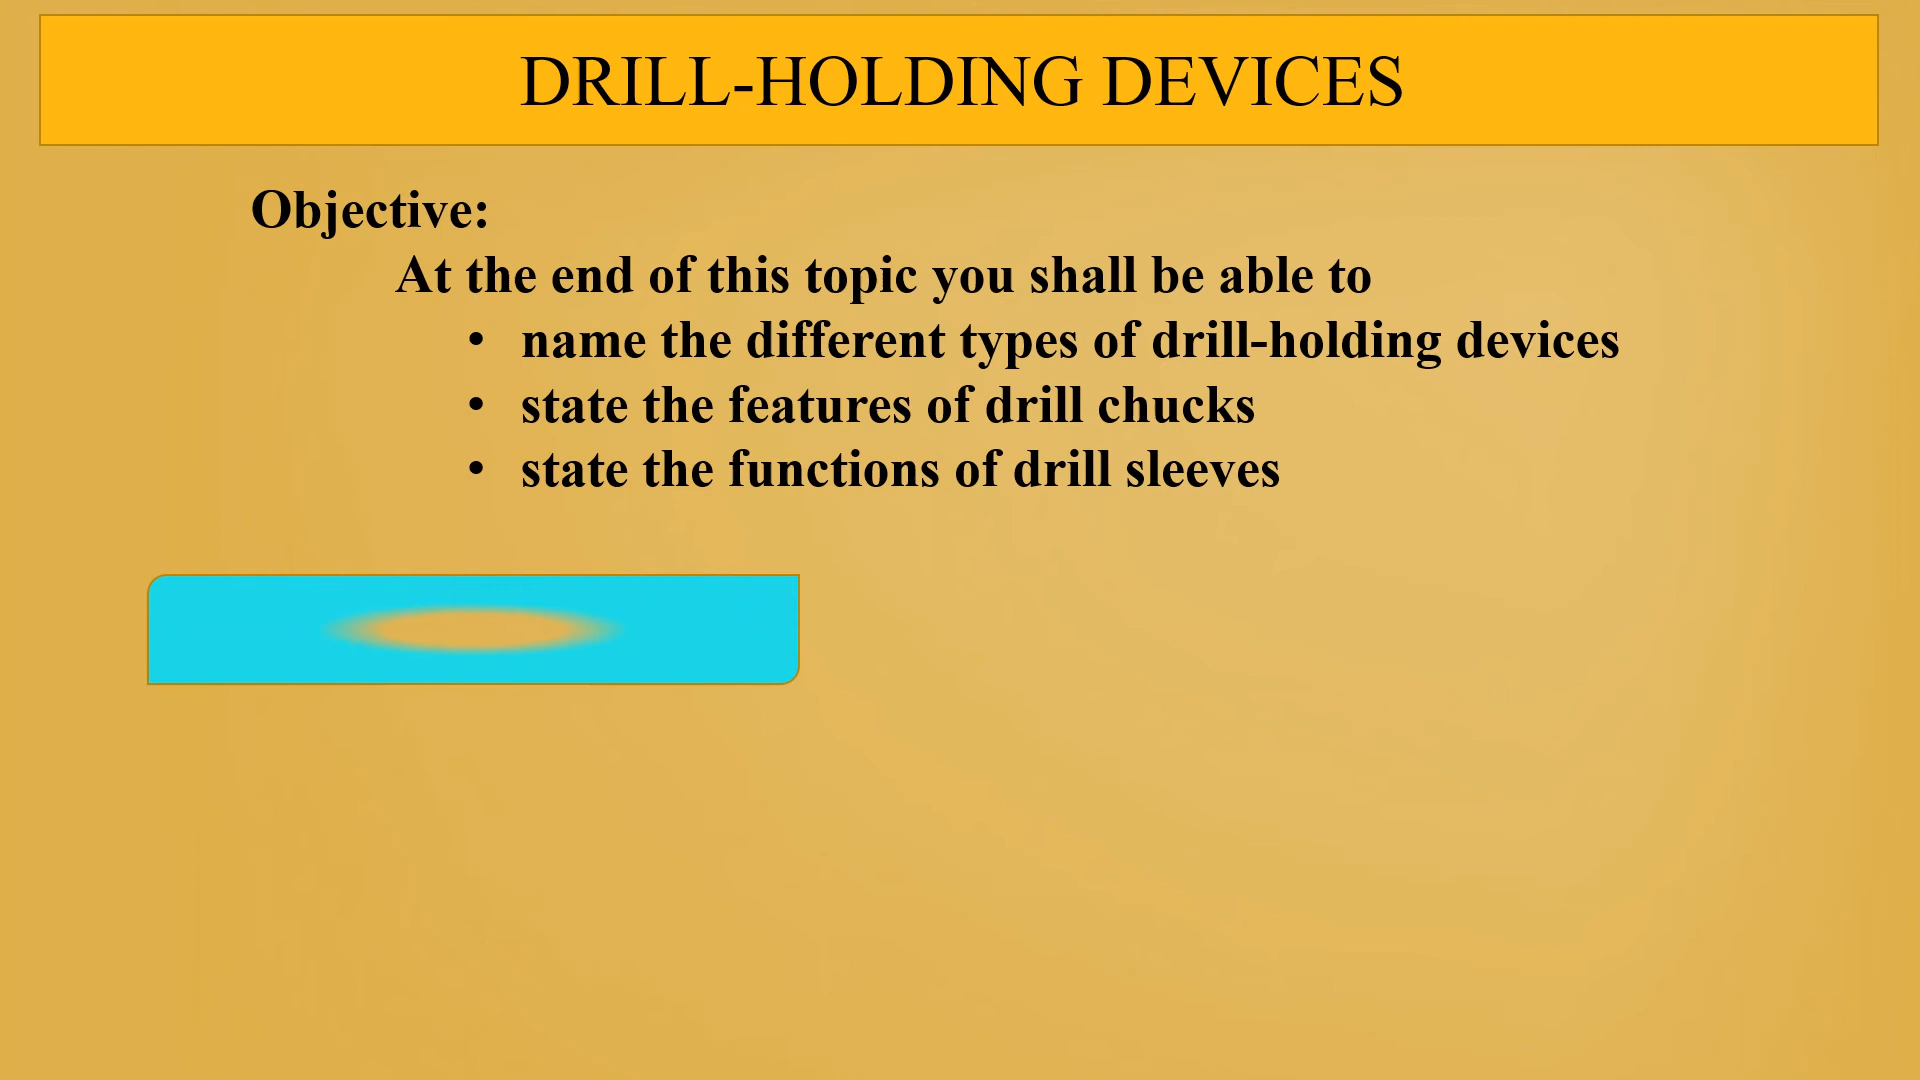 DRILL-HOLDING DEVICES
Objective:
At the end of this topic you shall be able to
• name the different types of drill-holding devices
• state the features of drill chucks
• state the functions of drill sleeves